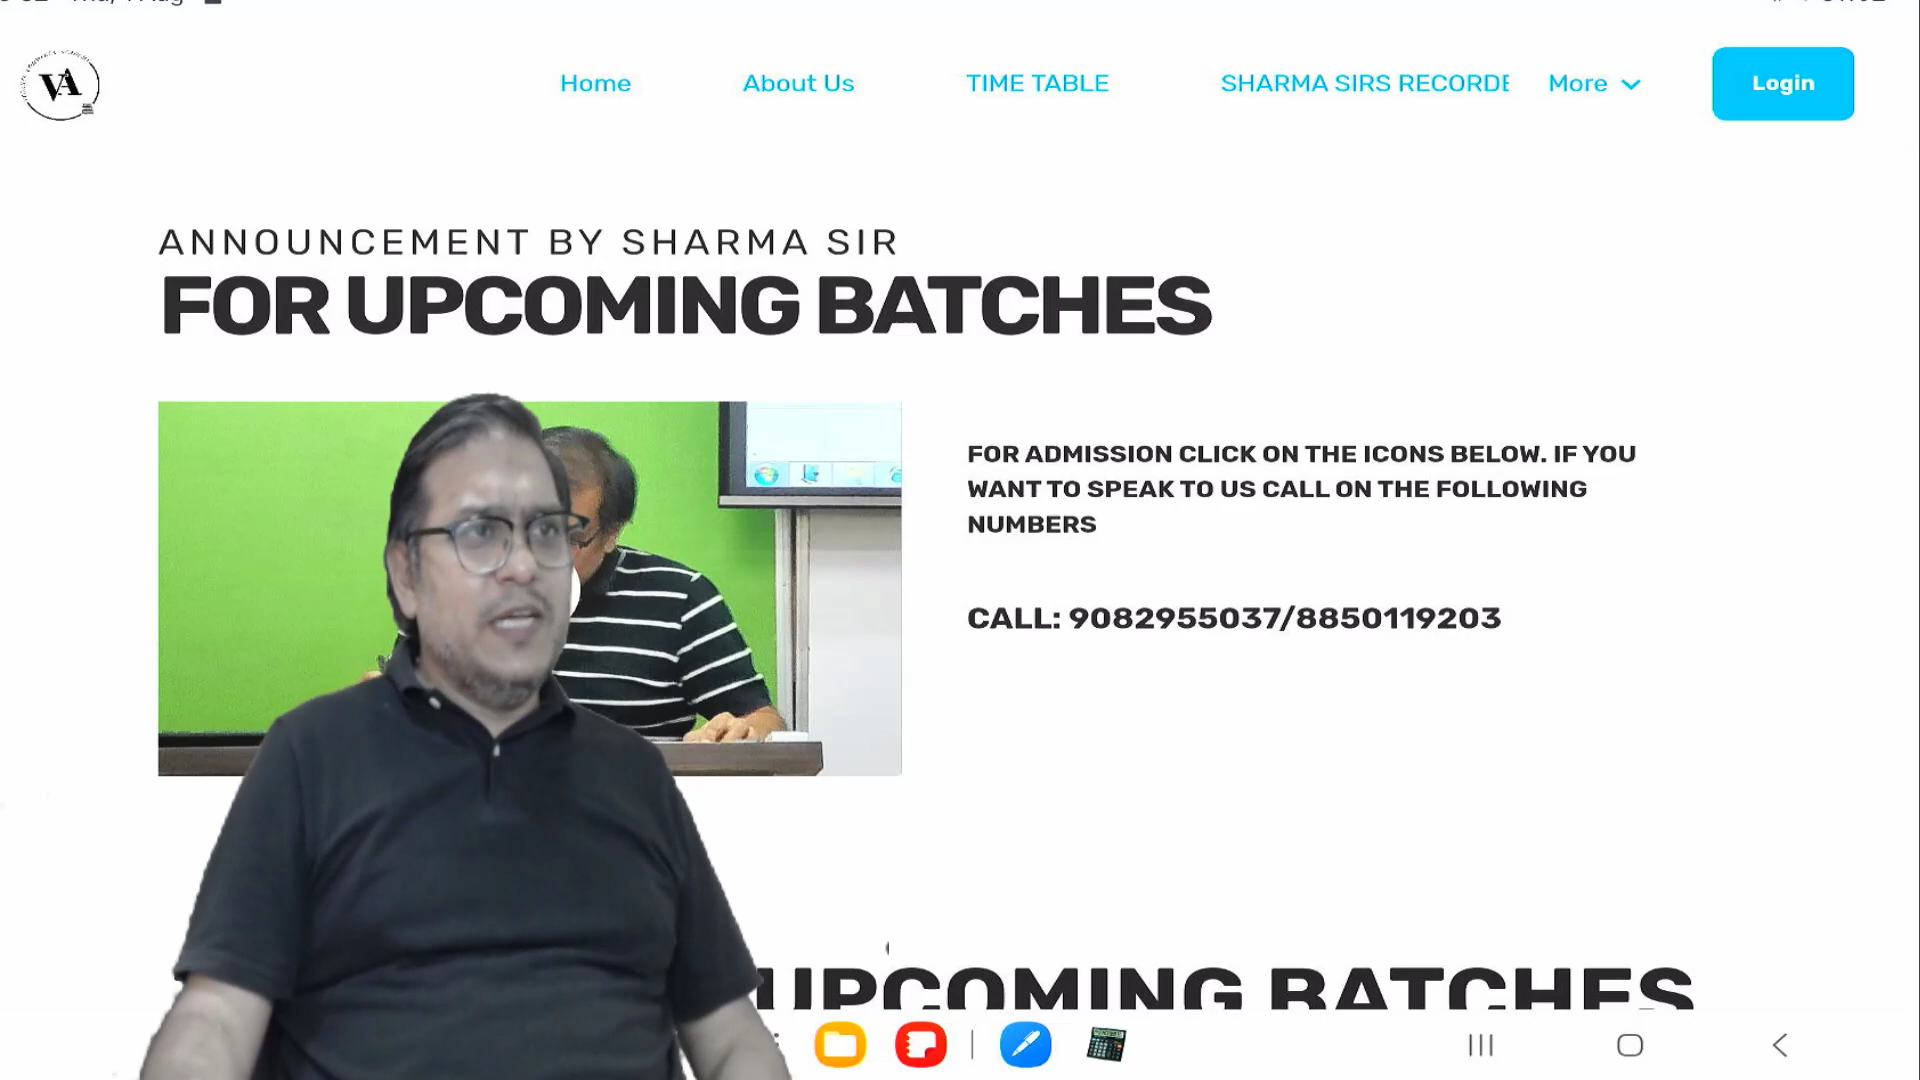 Home
About Us
TIME TABLE
SHARMA SIRS RECORDE
More
Login
VA
ANNOUNCEMENT BY SHARMA SIR
FOR UPCOMING BATCHES
FOR ADMISSION CLICK ON THE ICONS BELOW. IF YOU
WANT TO SPEAK TO US CALL ON THE FOLLOWING
NUMBERS
CALL: 9082955037/8850119203
UPCOMING BATCHES